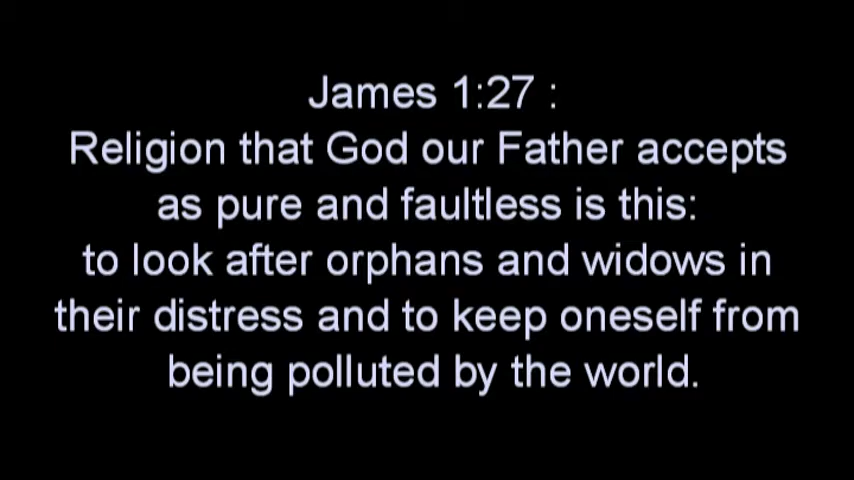 James 1:27 :
Religion that God our Father accepts
as pure and faultless is this:
to look after orphans and widows in
their distress and to keep oneself from
being polluted by the world.